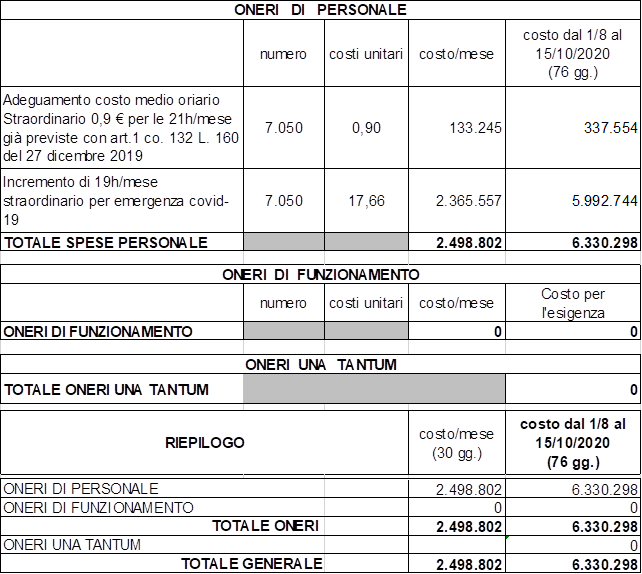 ONERI DI PERSONALE
numero costi unitari costo/mese costo dal 1/8 al
15/10/2020
(76 gg.)
Adeguamento costo medio oriario
Straordinario 0,9 € per le 21h/mese
già previste con art.1 co. 132 L. 160
del 27 dicembre 2019
7.050 0,90 133.245 337.554
Incremento di 19h/mese
straordinario per emergenza covid-
19
7.050 17,66 2.365.557 5.992.744
TOTALE SPESE PERSONALE 2.498.802 6.330.298
ONERI DI FUNZIONAMENTO
numero costi unitari costo/mese Costo per
l'esigenza
ONERI DI FUNZIONAMENTO 0 0
ONERI UNA TANTUM
TOTALE ONERI UNA TANTUM 0
RIEPILOGO costo/mese
(30 gg.)
costo dal 1/8 al
15/10/2020
(76 gg.)
ONERI DI PERSONALE 2.498.802 6.330.298
ONERI DI FUNZIONAMENTO 0 0
TOTALE ONERI 2.498.802 6.330.298
ONERI UNA TANTUM 0
TOTALE GENERALE 2.498.802 6.330.298